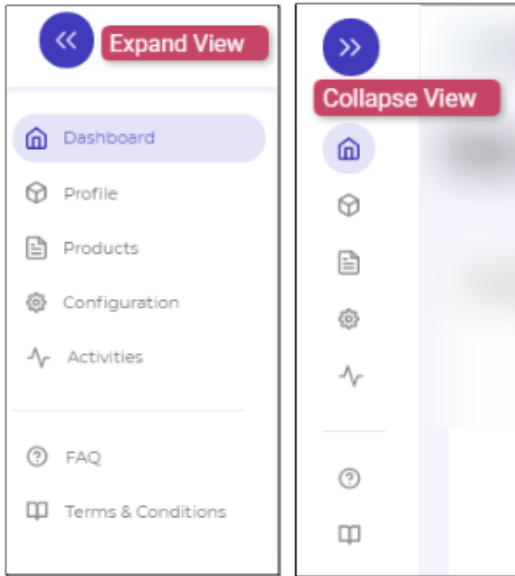 Expand View
Dashboard
Profile
Products
Configuration
Activities
FAQ
Terms & Conditions
Collapse View